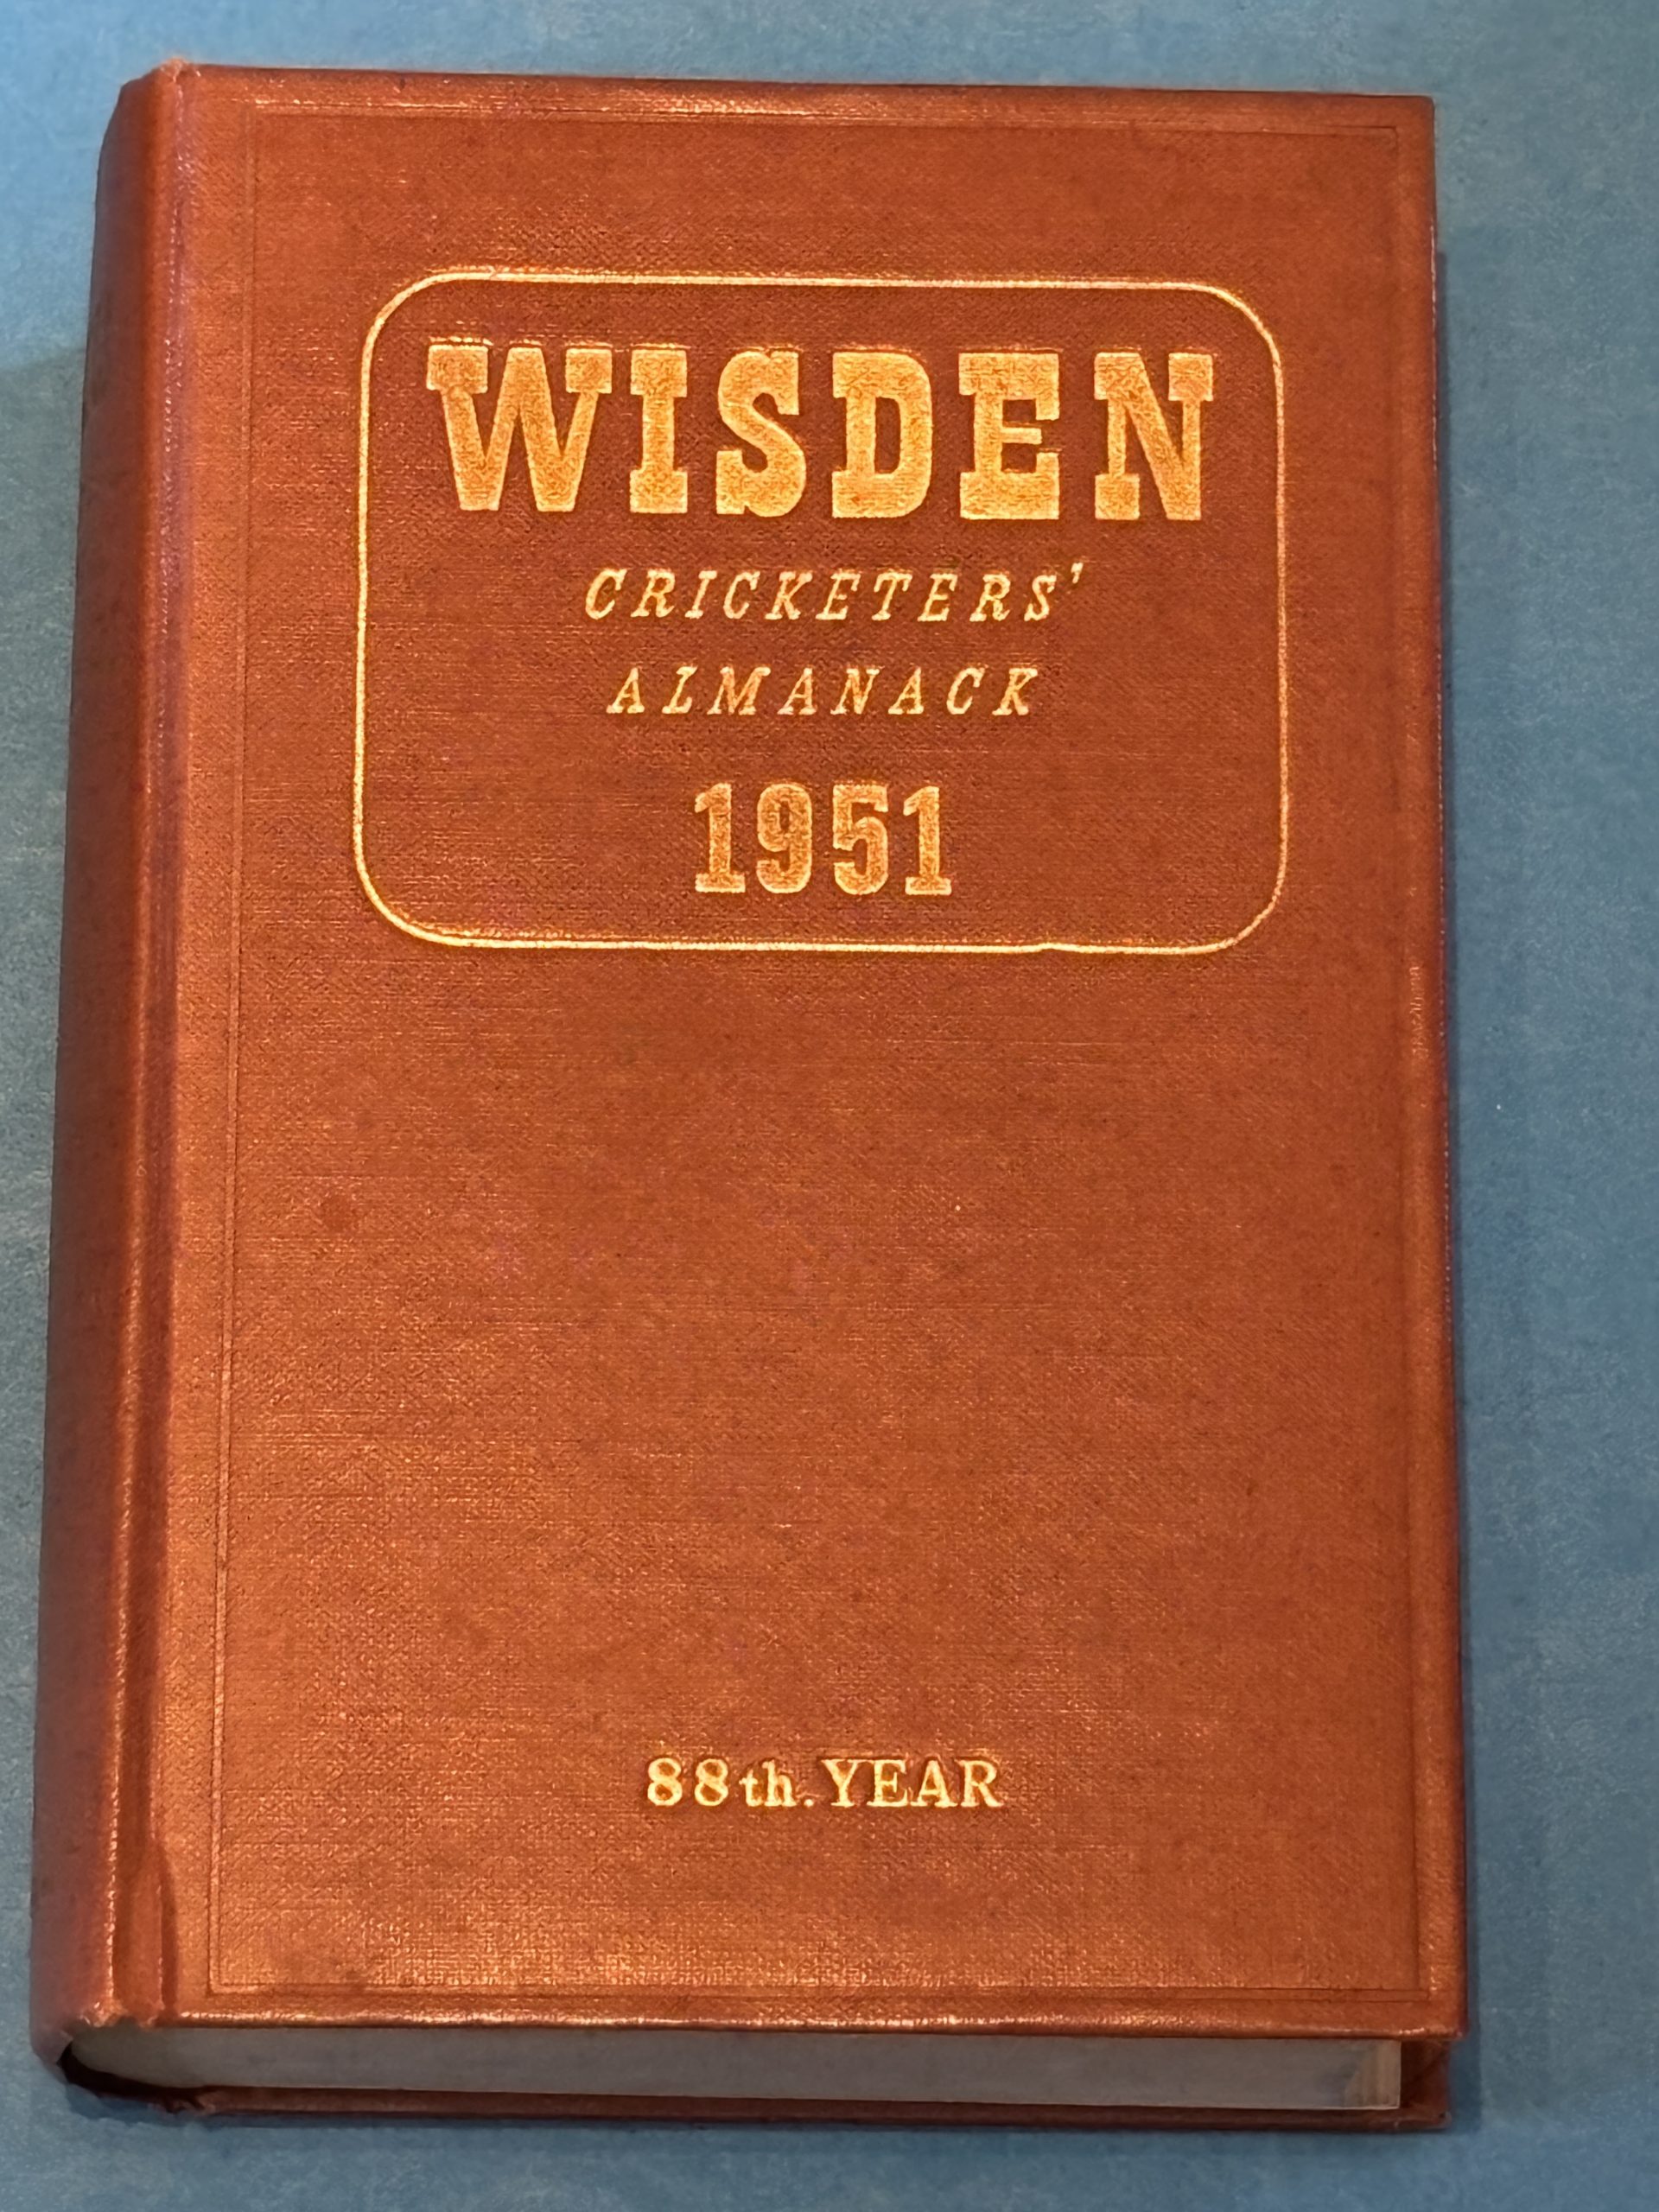 WISDEN
CRICKETERS'
ALMANACK
1951
88th. YEAR